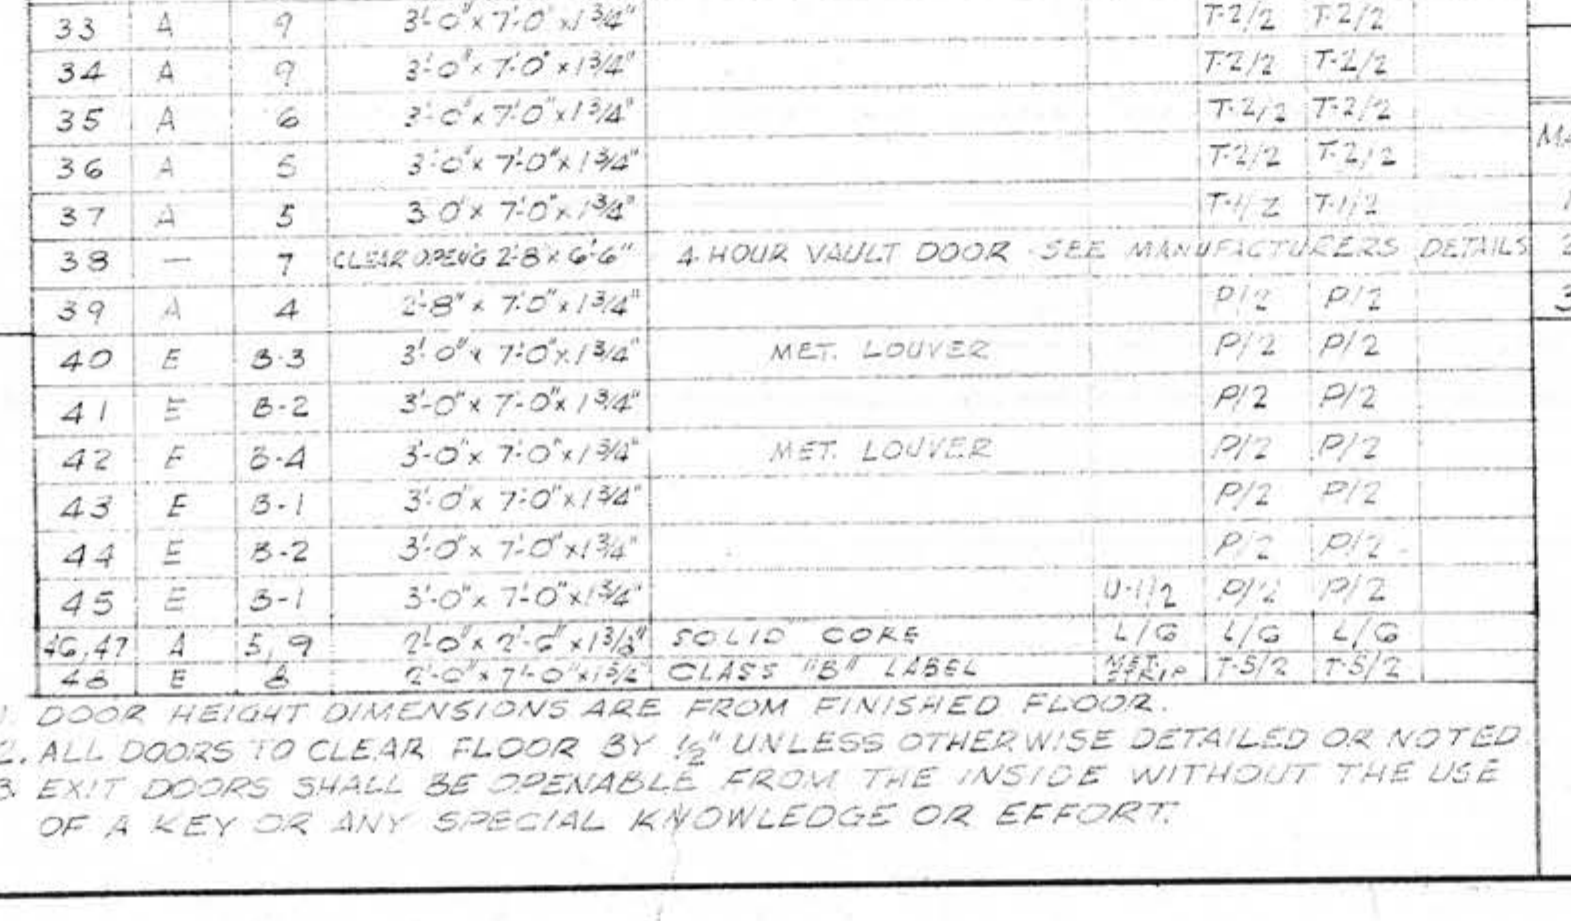 33 A 9 3'-0" x 7'-0" x 1 3/4" T-2/2 T-2/2
34 A 9 3'-0" x 7'-0" x 1 3/4" T-2/2 T-2/2
35 A 6 3'-0" x 7'-0" x 1 3/4" T-2/2 T-2/2
36 A 5 3'-0" x 7'-0" x 1 3/4" T-2/2 T-2/2
37 A 5 3'-0" x 7'-0" x 1 3/4" T-1/2 T-1/2
38 — 7 CLEAR OPEN'G 2'-8" x 6'-6" 4-HOUR VAULT DOOR - SEE MANUFACTURERS DETAILS 2
39 A 4 2'-8" x 7'-0" x 1 3/4" P/2 P/2 3
40 E B-3 3'-0" x 7'-0" x 1 3/4" MET. LOUVER P/2 P/2
41 E B-2 3'-0" x 7'-0" x 1 3/4" P/2 P/2
42 E B-4 3'-0" x 7'-0" x 1 3/4" MET. LOUVER P/2 P/2
43 E B-1 3'-0" x 7'-0" x 1 3/4" P/2 P/2
44 E B-2 3'-0" x 7'-0" x 1 3/4" P/2 P/2
45 E B-1 3'-0" x 7'-0" x 1 3/4" U-1/2 P/2 P/2
46,47 A 5,9 2'-0" x 2'-6" x 1 3/8" SOLID CORE L/G L/G L/G
48 E 8 2'-0" x 7'-0" x 1 3/4" CLASS "B" LABEL MET. STRIP T-5/2 T-5/2
1. DOOR HEIGHT DIMENSIONS ARE FROM FINISHED FLOOR.
2. ALL DOORS TO CLEAR FLOOR BY 1/2" UNLESS OTHERWISE DETAILED OR NOTED
3. EXIT DOORS SHALL BE OPENABLE FROM THE INSIDE WITHOUT THE USE
OF A KEY OR ANY SPECIAL KNOWLEDGE OR EFFORT.